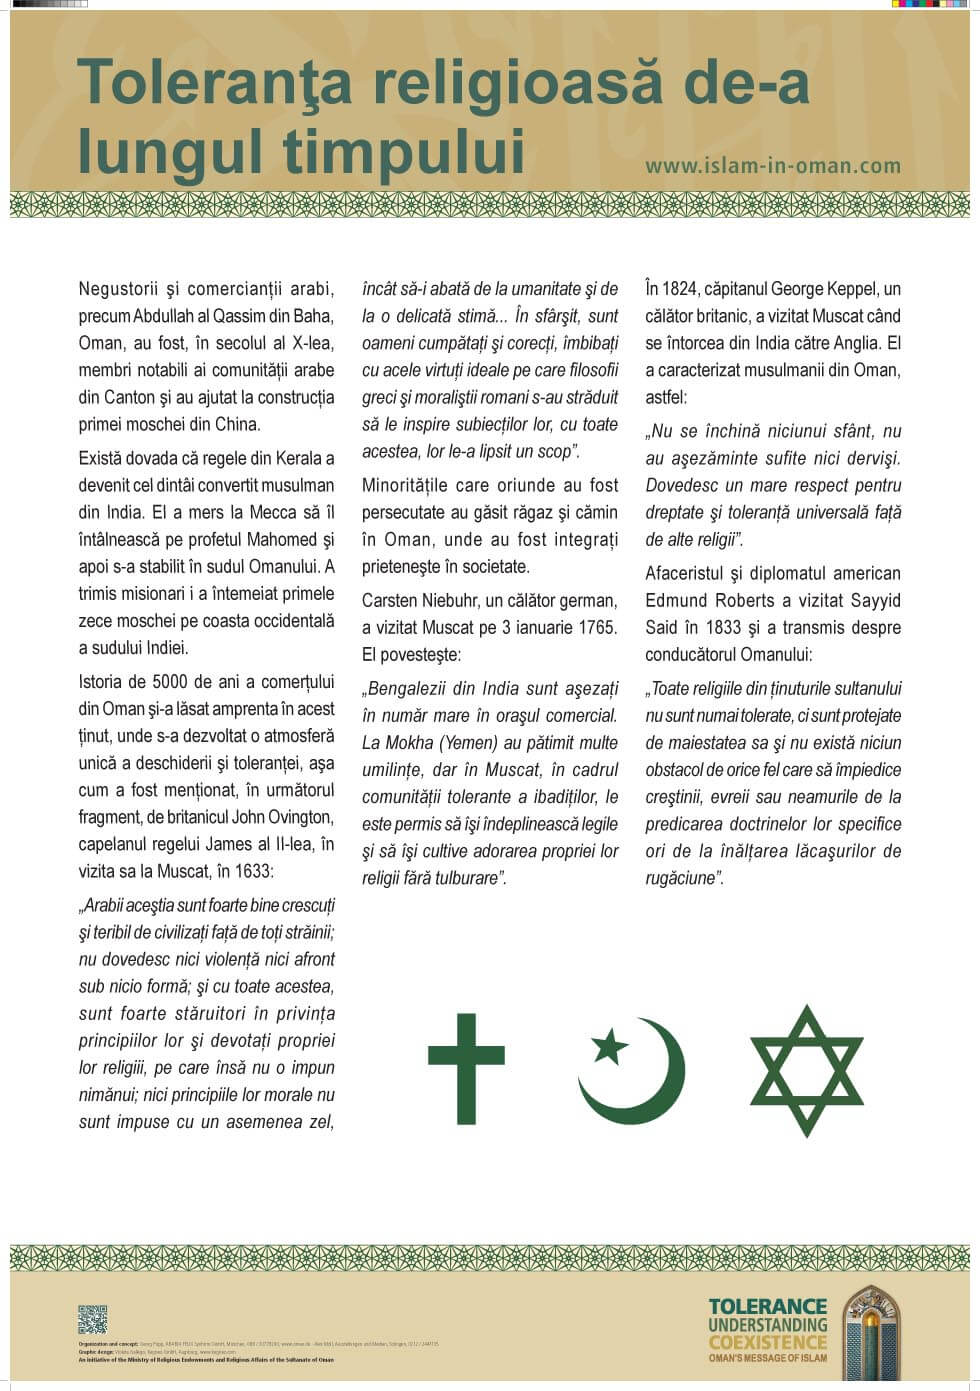 Toleranţa religioasă de-a
lungul timpului
www.islam-in-oman.com
Negustorii şi comercianţii arabi,
precum Abdullah al Qassim din Baha,
Oman, au fost, în secolul al X-lea,
membri notabili ai comunităţii arabe
din Canton şi au ajutat la construcţia
primei moschei din China.
Există dovada că regele din Kerala a
devenit cel dintâi convertit musulman
din India. El a mers la Mecca să îl
întâlnească pe profetul Mahomed şi
apoi s-a stabilit în sudul Omanului. A
trimis misionari i a întemeiat primele
zece moschei pe coasta occidentală
a sudului Indiei.
Istoria de 5000 de ani a comerţului
din Oman şi-a lăsat amprenta în acest
ţinut, unde s-a dezvoltat o atmosferă
unică a deschiderii şi toleranţei, aşa
cum a fost menţionat, în următorul
fragment, de britanicul John Ovington,
capelanul regelui James al II-lea, în
vizita sa la Muscat, în 1633:
„Arabii aceştia sunt foarte bine crescuţi
şi teribil de civilizaţi faţă de toţi străinii;
nu dovedesc nici violenţă nici afront
sub nicio formă; şi cu toate acestea,
sunt foarte stăruitori în privinţa
principiilor lor şi devotaţi propriei
lor religiii, pe care însă nu o impun
nimănui; nici principiile lor morale nu
sunt impuse cu un asemenea zel,
încât să-i abată de la umanitate şi de
la o delicată stimă... În sfârşit, sunt
oameni cumpătaţi şi corecţi, îmbibaţi
cu acele virtuţi ideale pe care filosofii
greci şi moraliştii romani s-au străduit
să le inspire subiecţilor lor, cu toate
acestea, lor le-a lipsit un scop”.
Minorităţile care oriunde au fost
persecutate au găsit răgaz şi cămin
în Oman, unde au fost integraţi
prieteneşte în societate.
Carsten Niebuhr, un călător german,
a vizitat Muscat pe 3 ianuarie 1765.
El povesteşte:
„Bengalezii din India sunt aşezaţi
în număr mare în oraşul comercial.
La Mokha (Yemen) au pătimit multe
umilinţe, dar în Muscat, în cadrul
comunităţii tolerante a ibadiţilor, le
este permis să îşi îndeplinească legile
şi să îşi cultive adorarea propriei lor
religii fără tulburare”.
În 1824, căpitanul George Keppel, un
călător britanic, a vizitat Muscat când
se întorcea din India către Anglia. El
a caracterizat musulmanii din Oman,
astfel:
„Nu se închină niciunui sfânt, nu
au aşezăminte sufite nici dervişi.
Dovedesc un mare respect pentru
dreptate şi toleranţă universală faţă
de alte religii”.
Afaceristul şi diplomatul american
Edmund Roberts a vizitat Sayyid
Said în 1833 şi a transmis despre
conducătorul Omanului:
„Toate religiile din ţinuturile sultanului
nu sunt numai tolerate, ci sunt protejate
de maiestatea sa şi nu există niciun
obstacol de orice fel care să împiedice
creştinii, evreii sau neamurile de la
predicarea doctrinelor lor specifice
ori de la înălţarea lăcaşurilor de
rugăciune”.
Organization and concept:
Graphic design:
An initiative of the Ministry of Religious Endowments and Religious Affairs of the Sultanate of Oman
TOLERANCE
UNDERSTANDING
COEXISTENCE
OMAN'S MESSAGE OF ISLAM